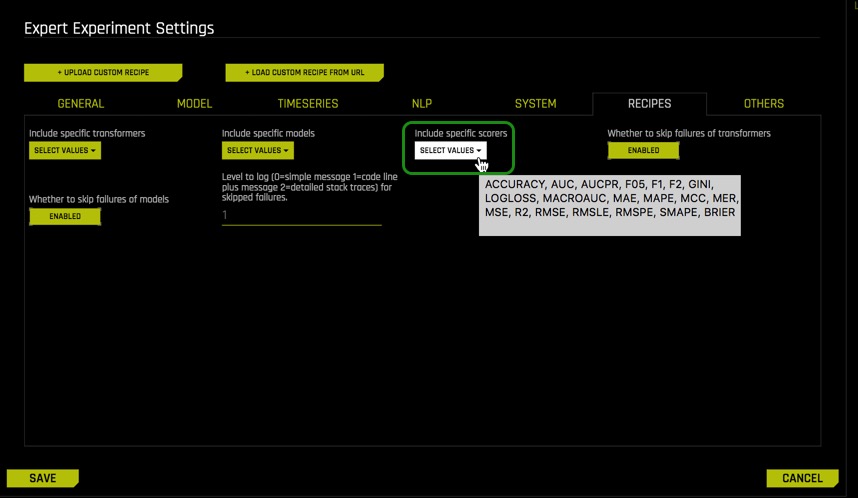 Expert Experiment Settings
+ UPLOAD CUSTOM RECIPE
+ LOAD CUSTOM RECIPE FROM URL
GENERAL
MODEL
TIMESERIES
NLP
SYSTEM
RECIPES
OTHERS
Include specific transformers
SELECT VALUES
Include specific models
SELECT VALUES
Include specific scorers
SELECT VALUES
Whether to skip failures of transformers
ENABLED
Whether to skip failures of models
ENABLED
Level to log (0=simple message 1=code line
plus message 2=detailed stack traces) for
skipped failures.
1
ACCURACY, AUC, AUCPR, F05, F1, F2, GINI,
LOGLOSS, MACROAUC, MAE, MAPE, MCC, MER,
MSE, R2, RMSE, RMSLE, RMSPE, SMAPE, BRIER
SAVE
CANCEL